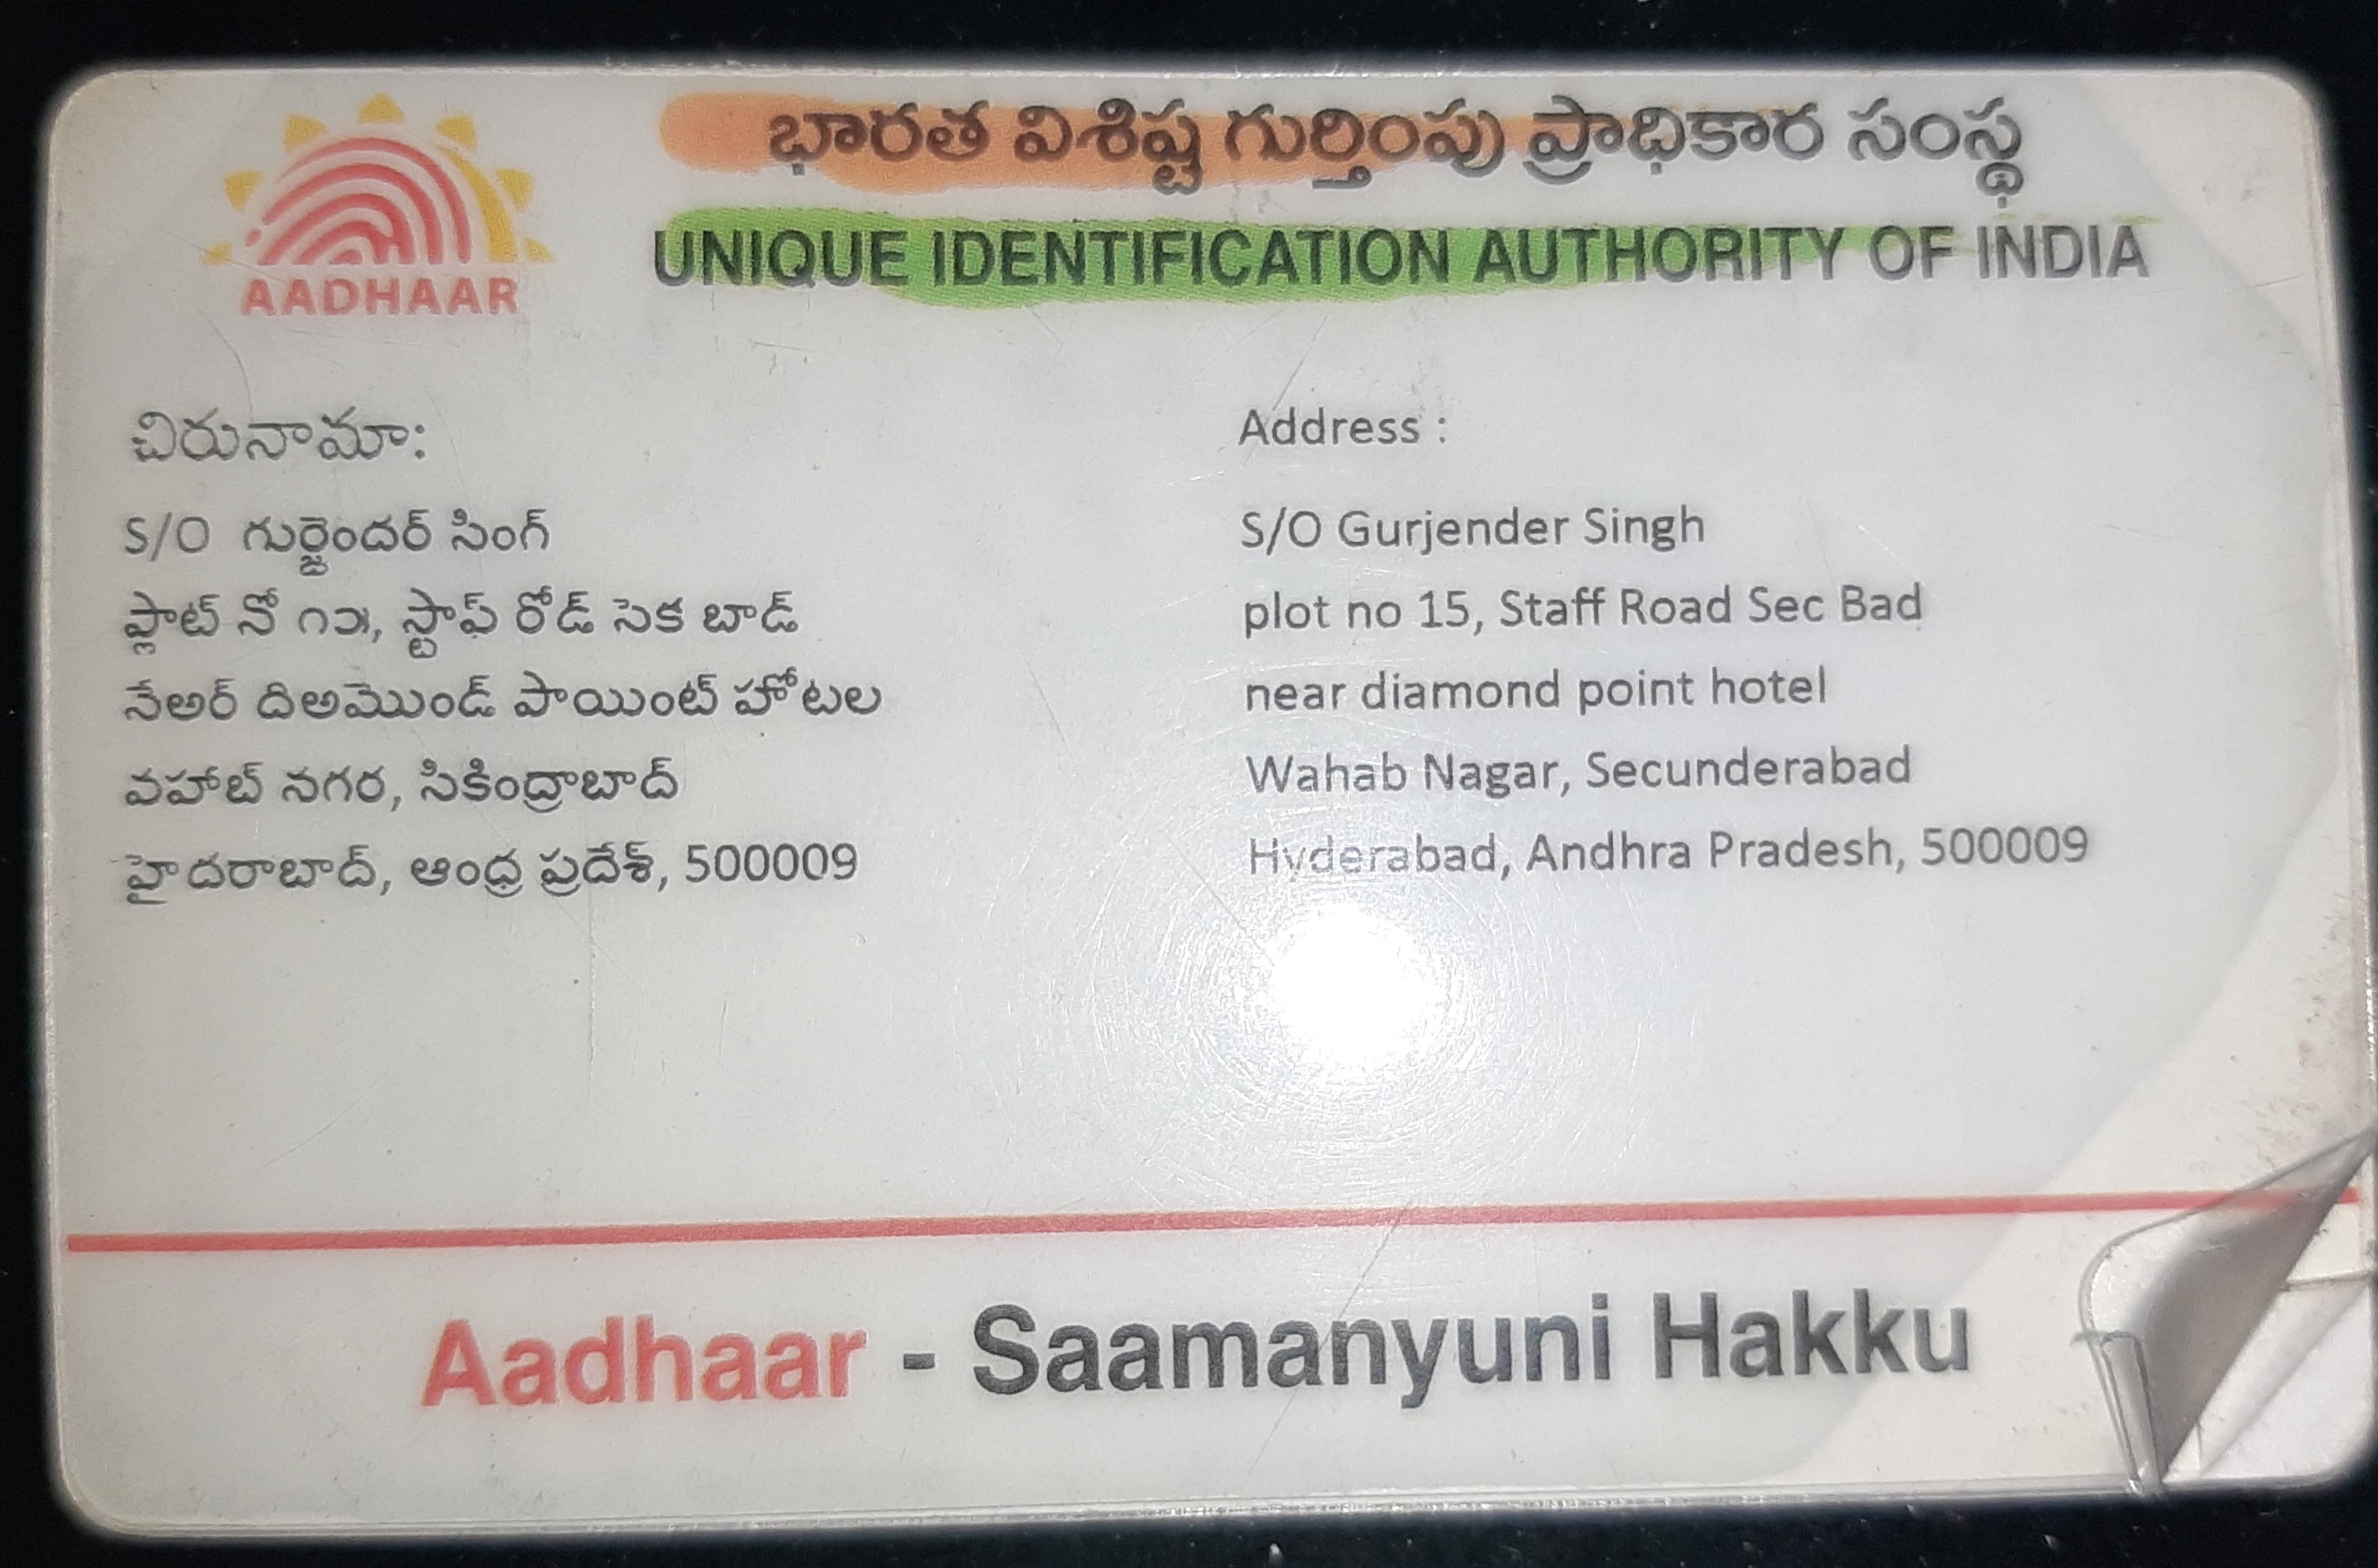 AADHAAR
భారత విశిష్ట గుర్తింపు ప్రాధికార సంస్థ
UNIQUE IDENTIFICATION AUTHORITY OF INDIA
చిరునామా:
S/O గుర్జెందర్ సింగ్
ప్లాట్ నో ౧౫, స్టాఫ్ రోడ్ సెక బాడ్
నేఅర్ దిఅమొండ్ పాయింట్ హోటల
వహాబ్ నగర, సికింద్రాబాద్
హైదరాబాద్, ఆంధ్ర ప్రదేశ్, 500009
Address :
S/O Gurjender Singh
plot no 15, Staff Road Sec Bad
near diamond point hotel
Wahab Nagar, Secunderabad
Hyderabad, Andhra Pradesh, 500009
Aadhaar - Saamanyuni Hakku